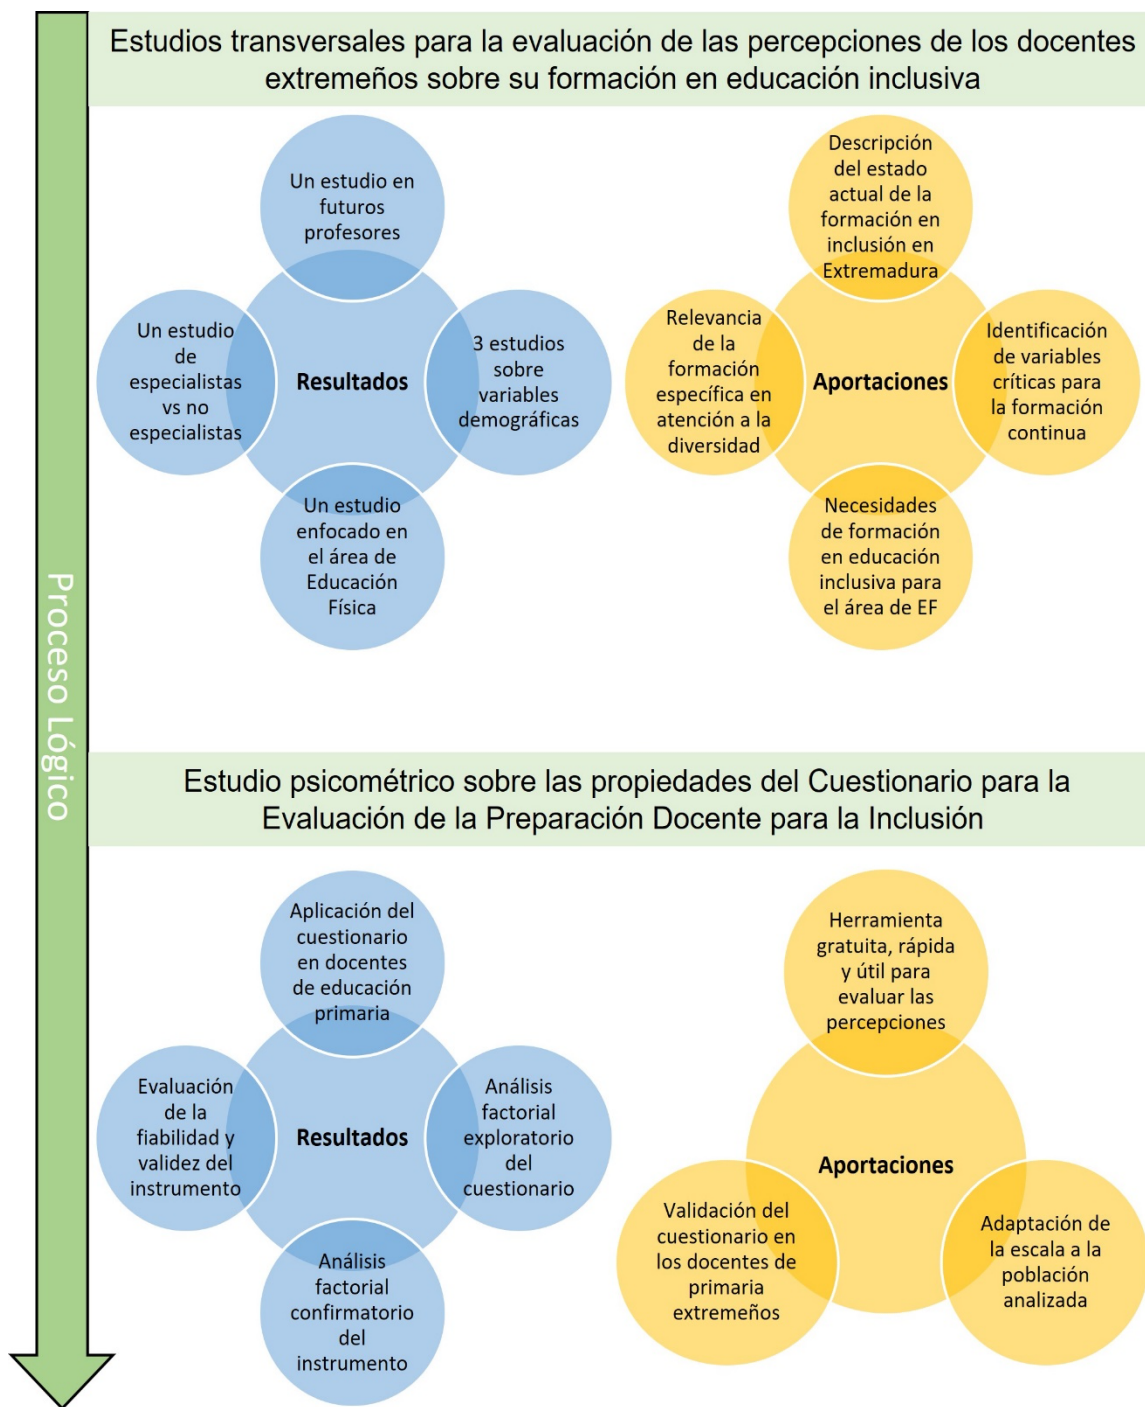 Proceso Lógico
Estudios transversales para la evaluación de las percepciones de los docentes
extremeños sobre su formación en educación inclusiva
Un estudio en
futuros
profesores
Un estudio
de
especialistas
vs no
especialistas
Resultados
3 estudios
sobre
variables
demográficas
Un estudio
enfocado en
el área de
Educación
Física
Descripción
del estado
actual de la
formación en
inclusión en
Extremadura
Relevancia
de la
formación
específica en
atención a la
diversidad
Aportaciones
Identificación
de variables
críticas para
la formación
continua
Necesidades
de formación
en educación
inclusiva para
el área de EF
Estudio psicométrico sobre las propiedades del Cuestionario para la
Evaluación de la Preparación Docente para la Inclusión
Aplicación del
cuestionario
en docentes
de educación
primaria
Evaluación
de la
fiabilidad y
validez del
instrumento
Resultados
Análisis
factorial
exploratorio
del
cuestionario
Análisis
factorial
confirmatorio
del
instrumento
Herramienta
gratuita, rápida
y útil para
evaluar las
percepciones
Aportaciones
Validación del
cuestionario en
los docentes de
primaria
extremeños
Adaptación de
la escala a la
población
analizada